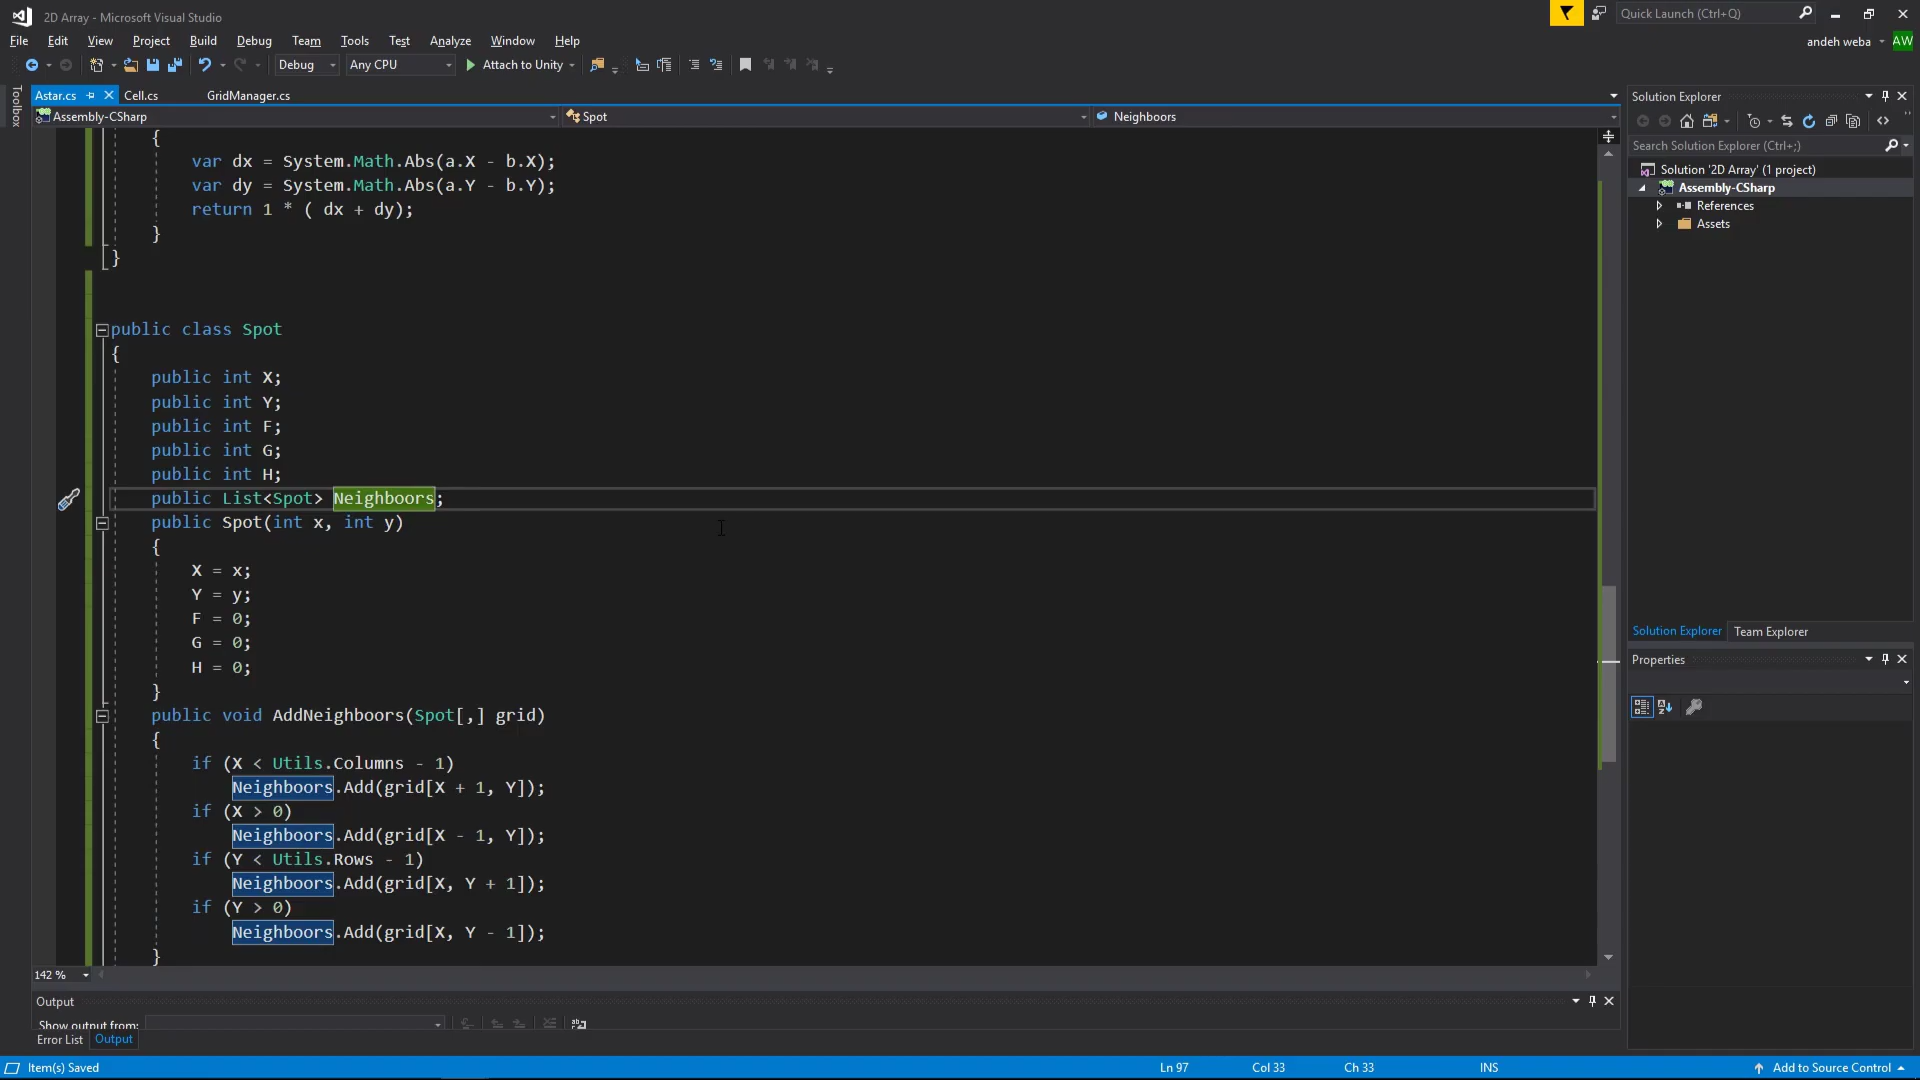 2D Array - Microsoft Visual Studio
Quick Launch (Ctrl+Q)
File Edit View Project Build Debug Team Tools Test Analyze Window Help
andeh weba AW
Debug Any CPU Attach to Unity
Toolbox
Astar.cs Cell.cs GridManager.cs
Assembly-CSharp Spot Neighboors
{
var dx = System.Math.Abs(a.X - b.X);
var dy = System.Math.Abs(a.Y - b.Y);
return 1 * ( dx + dy);
}
}
public class Spot
{
public int X;
public int Y;
public int F;
public int G;
public int H;
public List<Spot> Neighboors;
public Spot(int x, int y)
{
X = x;
Y = y;
F = 0;
G = 0;
H = 0;
}
public void AddNeighboors(Spot[,] grid)
{
if (X < Utils.Columns - 1)
Neighboors.Add(grid[X + 1, Y]);
if (X > 0)
Neighboors.Add(grid[X - 1, Y]);
if (Y < Utils.Rows - 1)
Neighboors.Add(grid[X, Y + 1]);
if (Y > 0)
Neighboors.Add(grid[X, Y - 1]);
}
142 %
Output
Show output from:
Error List Output
Solution Explorer
Search Solution Explorer (Ctrl+;)
Solution '2D Array' (1 project)
Assembly-CSharp
References
Assets
Solution Explorer Team Explorer
Properties
Item(s) Saved Ln 97 Col 33 Ch 33 INS Add to Source Control